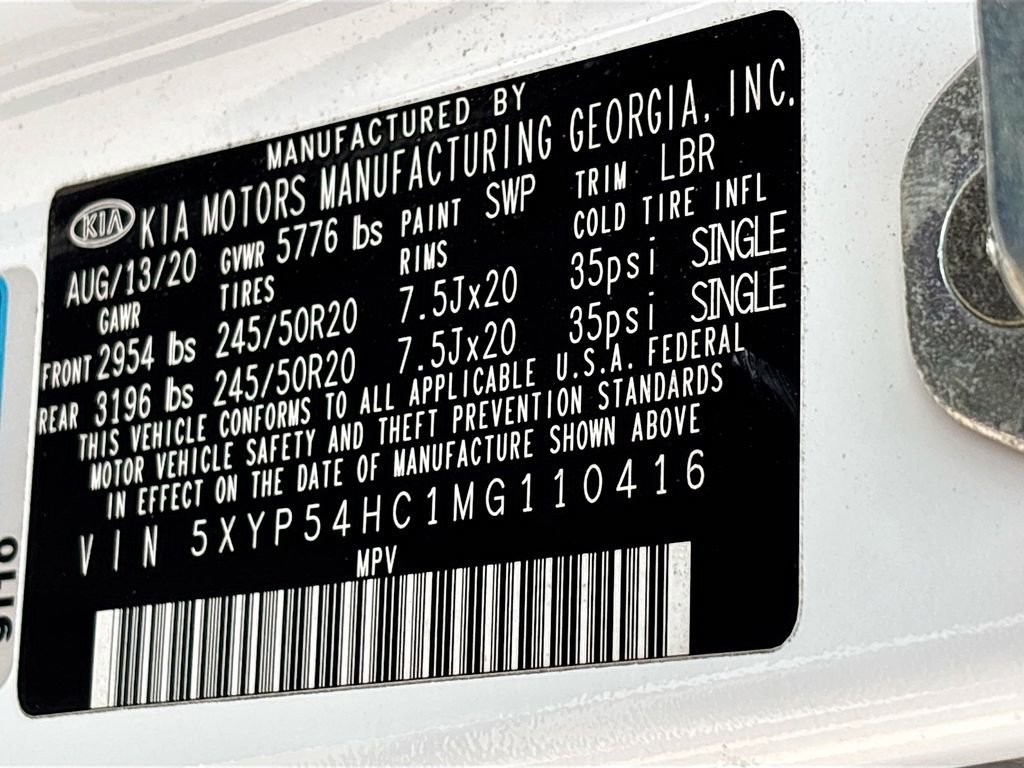 MANUFACTURED BY
KIA KIA MOTORS MANUFACTURING GEORGIA, INC.
AUG/13/20 GVWR 5776 lbs PAINT SWP TRIM LBR
GAWR TIRES RIMS COLD TIRE INFL
FRONT 2954 lbs 245/50R20 7.5Jx20 35psi SINGLE
REAR 3196 lbs 245/50R20 7.5Jx20 35psi SINGLE
THIS VEHICLE CONFORMS TO ALL APPLICABLE U.S.A. FEDERAL
MOTOR VEHICLE SAFETY AND THEFT PREVENTION STANDARDS
IN EFFECT ON THE DATE OF MANUFACTURE SHOWN ABOVE
VIN 5XYP54HC1MG110416
MPV